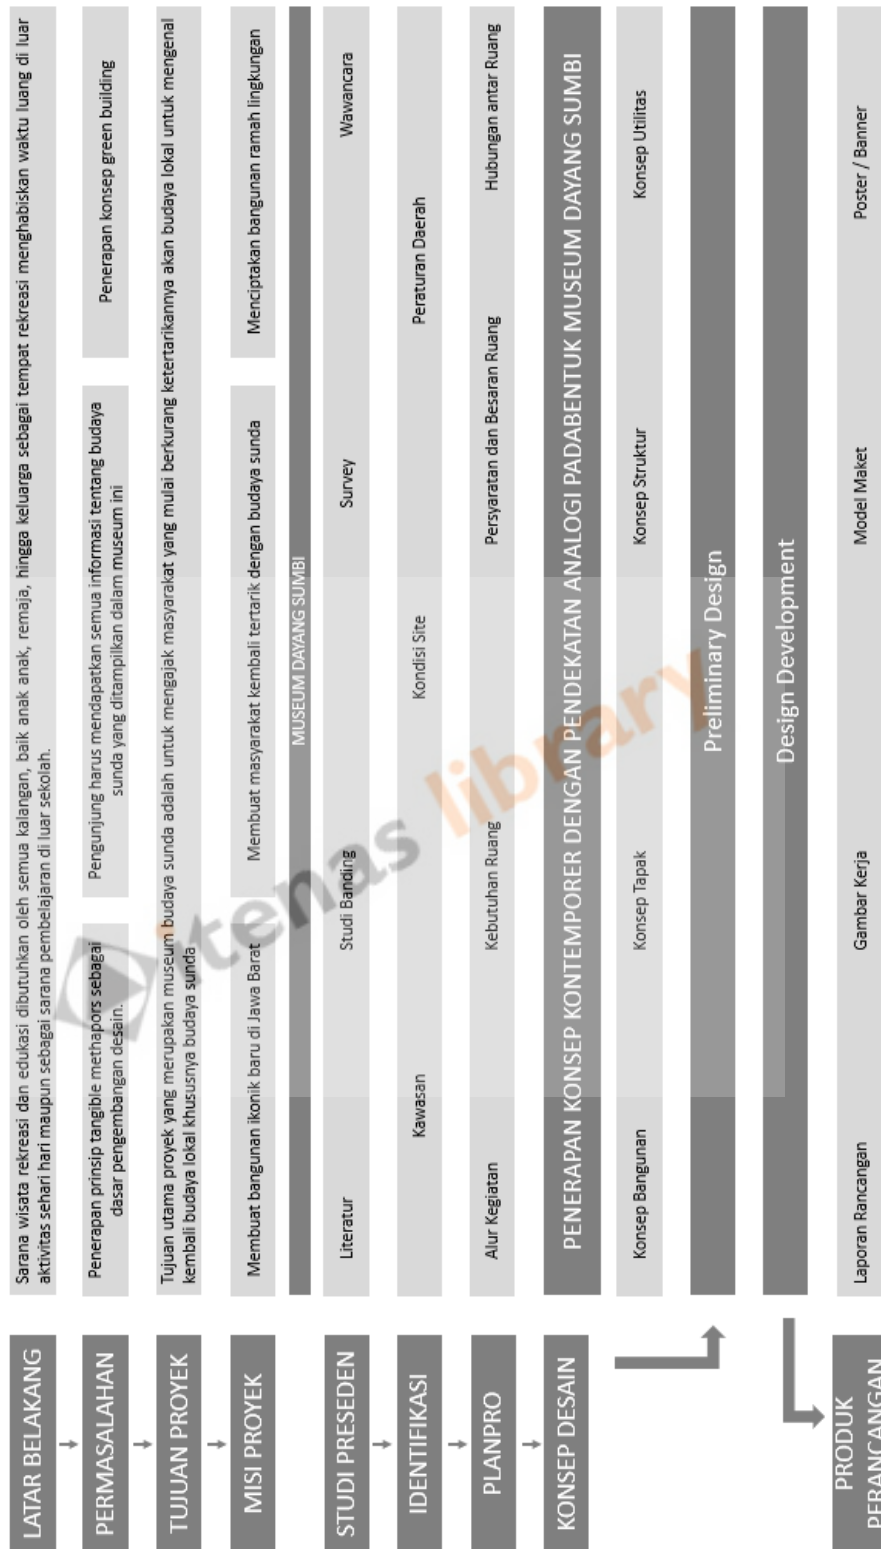 LATAR BELAKANG
Sarana wisata rekreasi dan edukasi dibutuhkan oleh semua kalangan, baik anak anak, remaja, hingga keluarga sebagai tempat rekreasi menghabiskan waktu luang di luar
aktivitas sehari hari maupun sebagai sarana pembelajaran di luar sekolah.
PERMASALAHAN
Penerapan prinsip tangible methapors sebagai
dasar pengembangan desain.
Pengunjung harus mendapatkan semua informasi tentang budaya
sunda yang ditampilkan dalam museum ini
Penerapan konsep green building
TUJUAN PROYEK
Tujuan utama proyek yang merupakan museum budaya sunda adalah untuk mengajak masyarakat yang mulai berkurang ketertarikannya akan budaya lokal untuk mengenal
kembali budaya lokal khususnya budaya sunda
MISI PROYEK
Membuat bangunan ikonik baru di Jawa Barat
Membuat masyarakat kembali tertarik dengan budaya sunda
Menciptakan bangunan ramah lingkungan
MUSEUM DAYANG SUMBI
STUDI PRESEDEN
Literatur
Studi Banding
Survey
Wawancara
IDENTIFIKASI
Kawasan
Kondisi Site
Peraturan Daerah
PLANPRO
Alur Kegiatan
Kebutuhan Ruang
Persyaratan dan Besaran Ruang
Hubungan antar Ruang
KONSEP DESAIN
PENERAPAN KONSEP KONTEMPORER DENGAN PENDEKATAN ANALOGI PADABENTUK MUSEUM DAYANG SUMBI
Konsep Bangunan
Konsep Tapak
Konsep Struktur
Konsep Utilitas
Preliminary Design
Design Development
PRODUK
PERANCANGAN
Laporan Rancangan
Gambar Kerja
Model Maket
Poster / Banner
itenas library